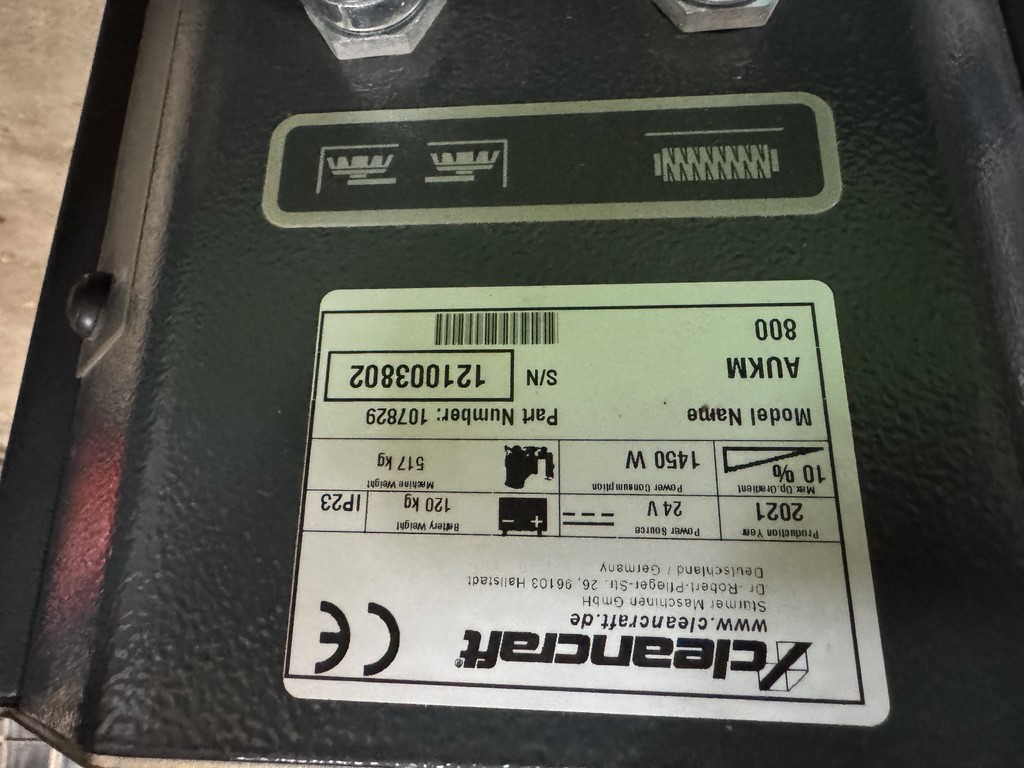 cleancraft®
www.cleancraft.de
Stürmer Maschinen GmbH
Dr.-Robert-Pfleger-Str. 26, 96103 Hallstadt
Deutschland / Germany
CE
Production Year
2021
Power Source
24 V
+ -
Battery Weight
120 kg
IP23
Max.Op.Gradient
10 %
Power Consumption
1450 W
Machine Weight
517 kg
Model Name
AUKM
800
Part Number: 107829
S/N
121003802